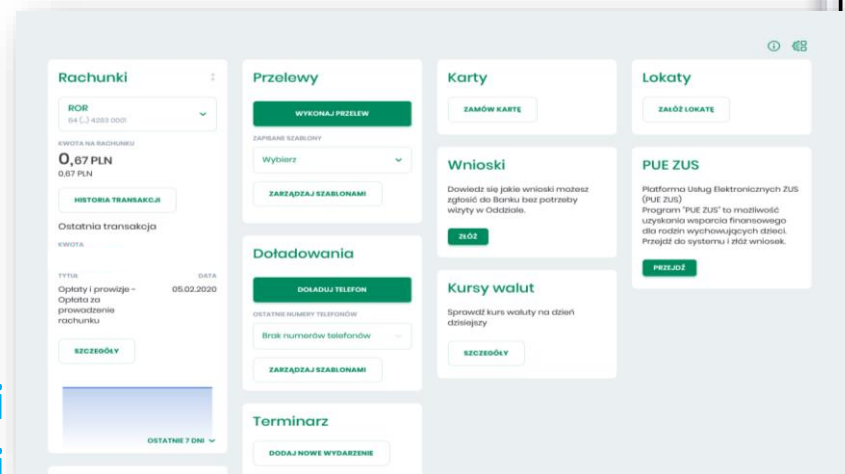 Rachunki
ROR
84 (...) 4283 0001
KWOTA NA RACHUNKU
0,67 PLN
0,67 PLN
HISTORIA TRANSAKCJI
Ostatnia transakcja
KWOTA
TYTUŁ DATA
Opłaty i prowizje - 05.02.2020
Opłata za
prowadzenie
rachunku
SZCZEGÓŁY
OSTATNIE 7 DNI
Przelewy
WYKONAJ PRZELEW
ZAPISANE SZABLONY
Wybierz
ZARZĄDZAJ SZABLONAMI
Doładowania
DOŁADUJ TELEFON
OSTATNIE NUMERY TELEFONÓW
Brak numerów telefonów
ZARZĄDZAJ SZABLONAMI
Terminarz
DODAJ NOWE WYDARZENIE
Karty
ZAMÓW KARTĘ
Wnioski
Dowiedz się jakie wnioski możesz
zgłosić do Banku bez potrzeby
wizyty w Oddziale.
ZŁÓŻ
Kursy walut
Sprawdź kurs waluty na dzień
dzisiejszy
SZCZEGÓŁY
Lokaty
ZAŁÓŻ LOKATĘ
PUE ZUS
Platforma Usług Elektronicznych ZUS
(PUE ZUS)
Program "PUE ZUS" to możliwość
uzyskania wsparcia finansowego
dla rodzin wychowujących dzieci.
Przejdź do systemu i złóż wniosek.
PRZEJDŹ